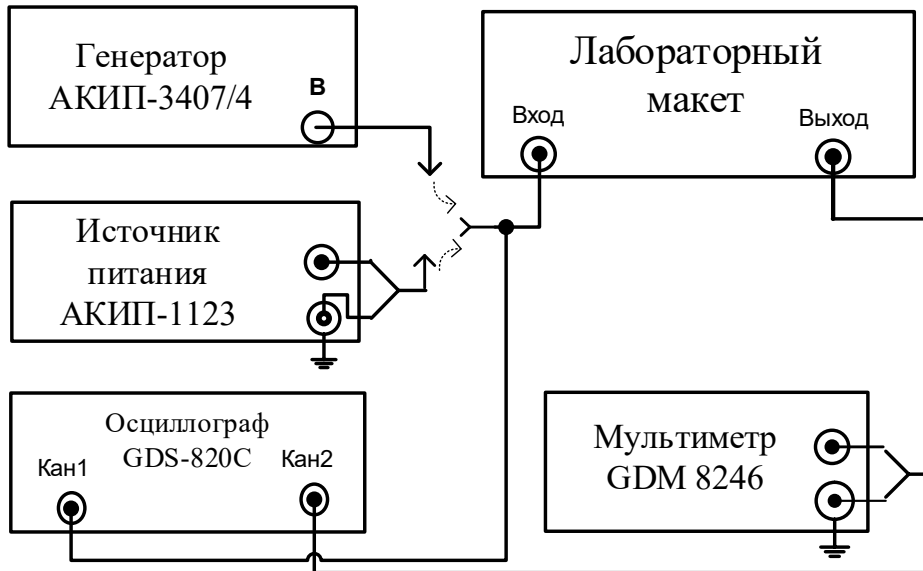 Генератор
АКИП-3407/4
В
Лабораторный
макет
Вход
Выход
Источник
питания
АКИП-1123
Осциллограф
GDS-820C
Кан1
Кан2
Мультиметр
GDM 8246